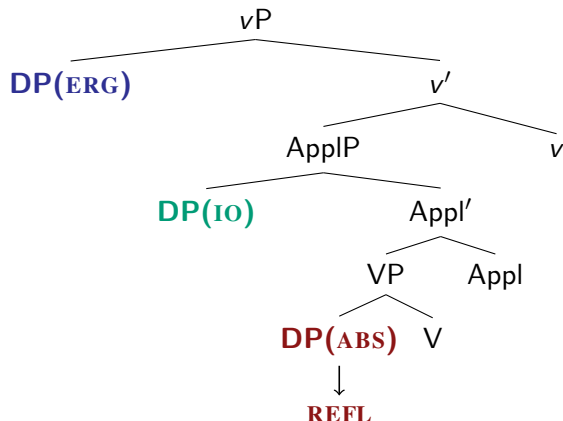 vP
DP(ERG) v′
ApplP v
DP(IO) Appl′
VP Appl
DP(ABS) V
↓
REFL